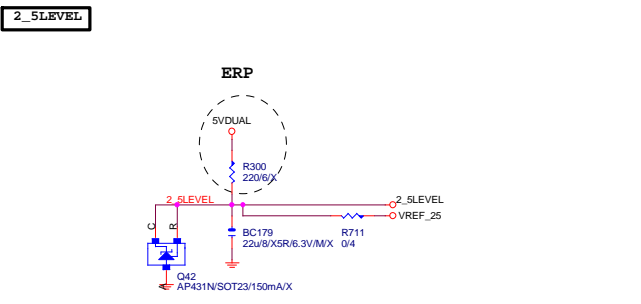 2_5LEVEL
ERP
5VDUAL
R300
220/6/X
2_5LEVEL
2_5LEVEL
VREF_25
C
R
BC179
22u/8/X5R/6.3V/M/X
R711
0/4
Q42
A
AP431N/SOT23/150mA/X